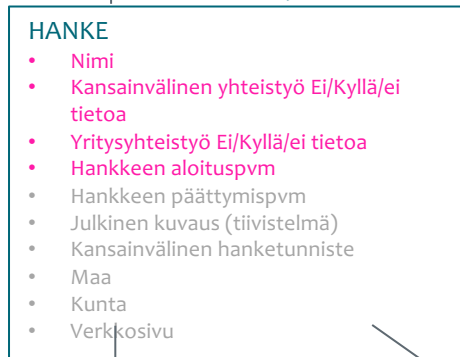 HANKE
• Nimi
• Kansainvälinen yhteistyö Ei/Kyllä/ei
tietoa
• Yritysyhteistyö Ei/Kyllä/ei tietoa
• Hankkeen aloituspvm
• Hankkeen päättymispvm
• Julkinen kuvaus (tiivistelmä)
• Kansainvälinen hanketunniste
• Maa
• Kunta
• Verkkosivu